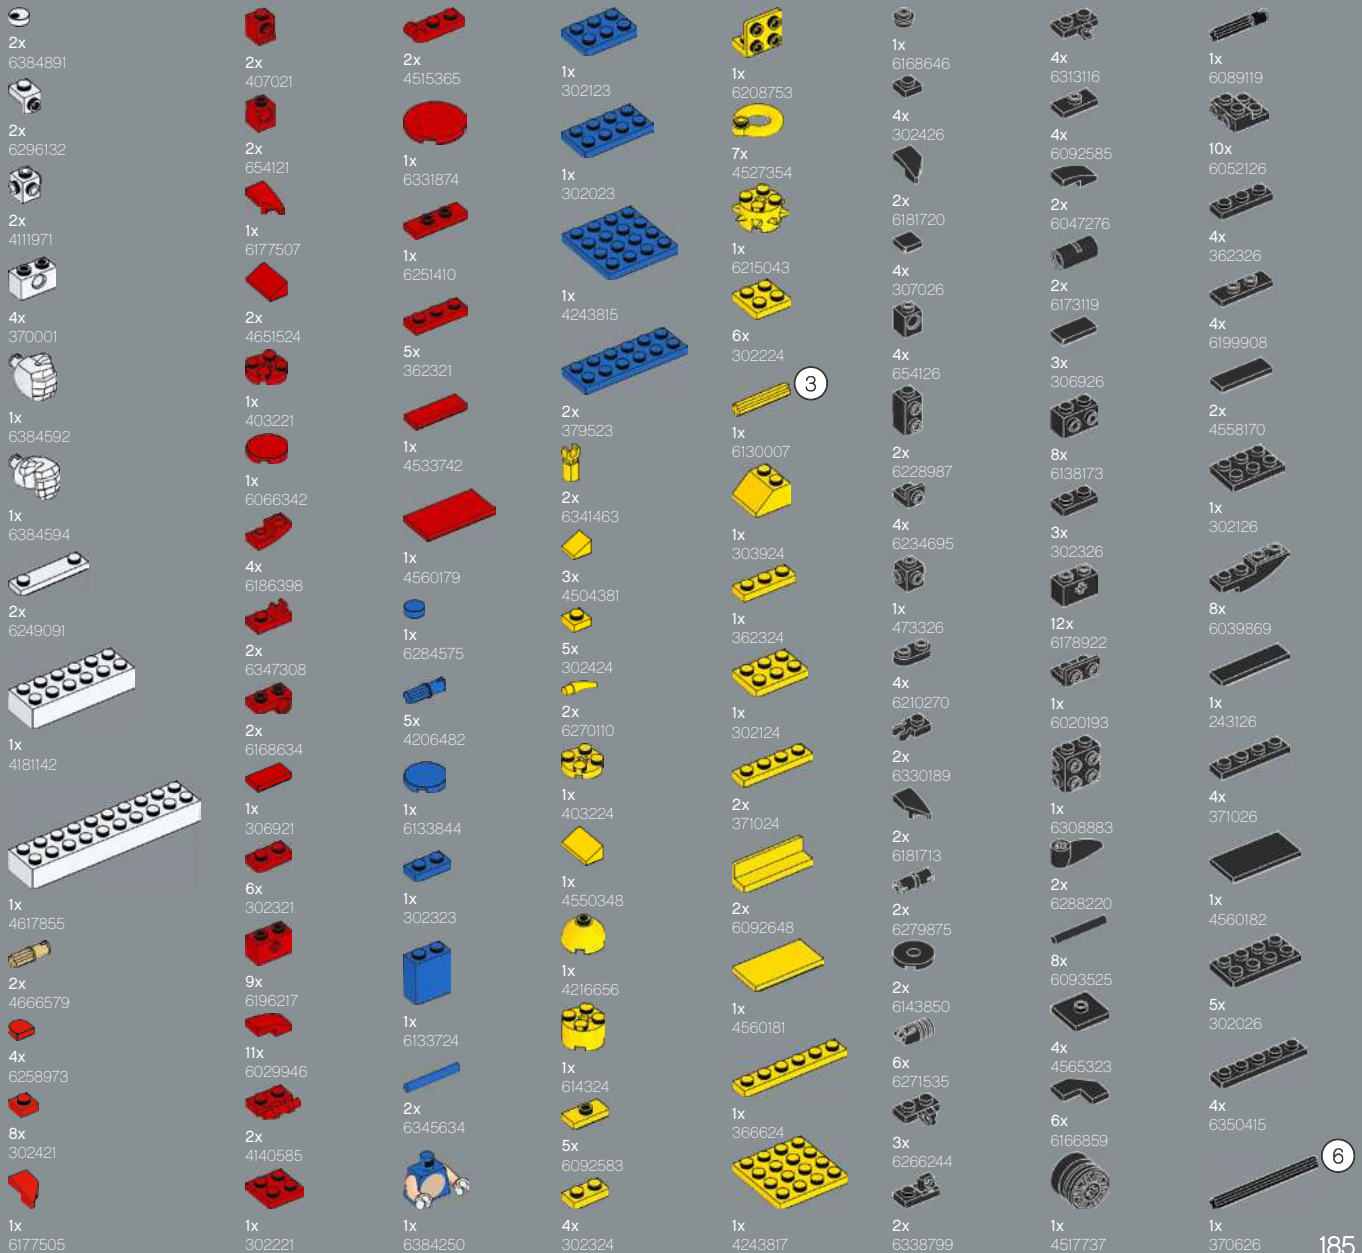 2x
6384891
2x
6296132
2x
4111971
4x
370001
1x
6384592
1x
6384594
2x
6249091
1x
4181142
1x
4617855
2x
4666579
4x
6258973
8x
302421
1x
6177505
2x
407021
2x
654121
1x
6177507
2x
4651524
1x
403221
1x
6066342
4x
6186398
2x
6347308
2x
6168634
1x
306921
6x
302321
9x
6196217
11x
6029946
2x
4140585
1x
302221
2x
4515365
1x
6331874
1x
6251410
5x
362321
1x
4533742
1x
4560179
1x
6284575
5x
4206482
1x
6133844
1x
302323
1x
6133724
2x
6345634
1x
6384250
1x
302123
1x
302023
1x
4243815
2x
379523
2x
6341463
3x
4504381
5x
302424
2x
6270110
1x
403224
1x
4550348
1x
4216656
1x
614324
5x
6092583
4x
302324
1x
6208753
7x
4527354
1x
6215043
6x
302224
3
1x
6130007
1x
303924
1x
362324
1x
302124
2x
371024
2x
6092648
1x
4560181
1x
366624
1x
4243817
1x
6168646
4x
302426
2x
6181720
4x
307026
4x
654126
2x
6228987
4x
6234695
1x
473326
4x
6210270
2x
6330189
2x
6181713
2x
6279875
2x
6143850
6x
6271535
3x
6266244
2x
6338799
4x
6313116
4x
6092585
2x
6047276
2x
6173119
3x
306926
8x
6138173
3x
302326
12x
6178922
1x
6020193
1x
6308883
2x
6288220
8x
6093525
4x
4565323
6x
6166859
1x
4517737
1x
6089119
10x
6052126
4x
362326
4x
6199908
2x
4558170
1x
302126
8x
6039869
1x
243126
4x
371026
1x
4560182
5x
302026
4x
6350415
6
1x
370626
185